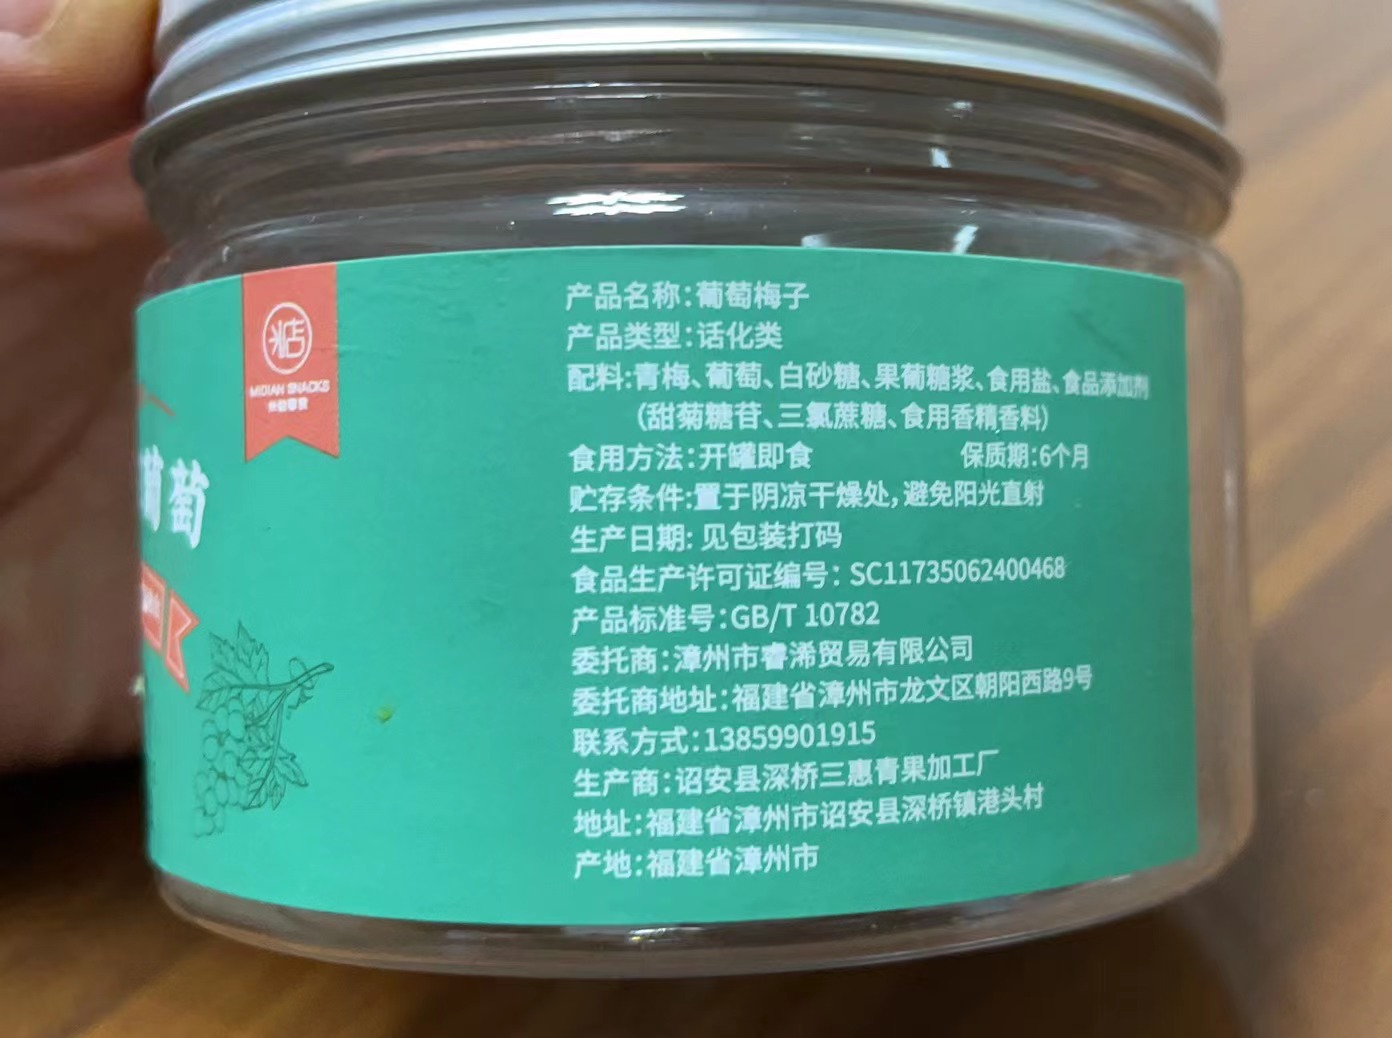 米店
MIDIAN SNACKS
葡萄
产品名称:葡萄梅子
产品类型:话化类
配料:青梅、葡萄、白砂糖、果葡糖浆、食用盐、食品添加剂
(甜菊糖苷、三氯蔗糖、食用香精香料)
食用方法:开罐即食 保质期:6个月
贮存条件:置于阴凉干燥处,避免阳光直射
生产日期: 见包装打码
食品生产许可证编号: SC11735062400468
产品标准号:GB/T 10782
委托商:漳州市睿浠贸易有限公司
委托商地址:福建省漳州市龙文区朝阳西路9号
联系方式:13859901915
生产商:诏安县深桥三惠青果加工厂
地址:福建省漳州市诏安县深桥镇港头村
产地:福建省漳州市